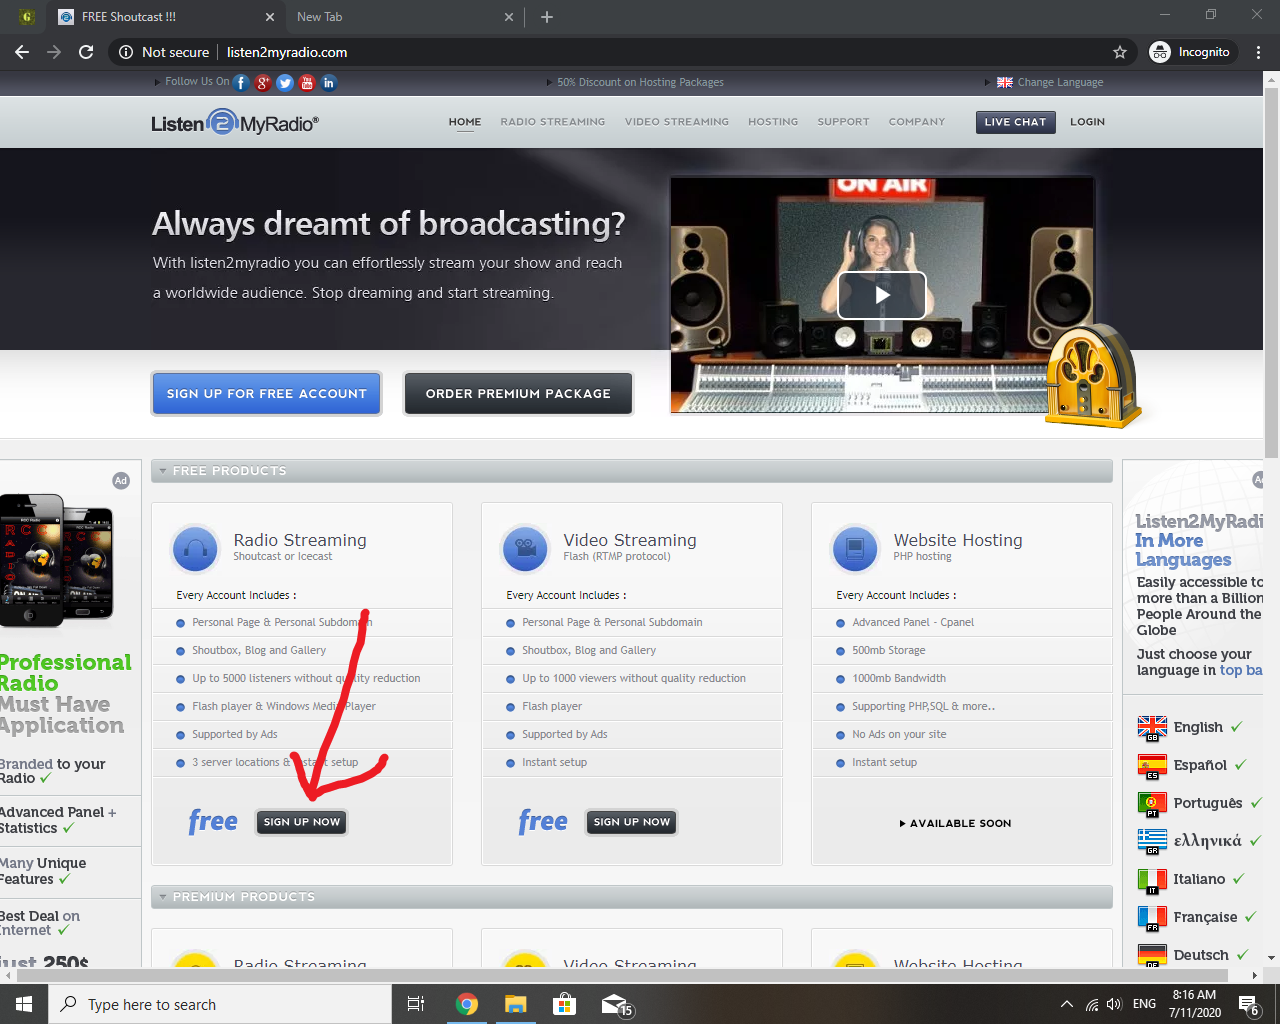 G
FREE Shoutcast !!!
New Tab
Not secure
listen2myradio.com
Incognito
Follow Us On
50% Discount on Hosting Packages
Change Language
Listen2MyRadio®
HOME
RADIO STREAMING
VIDEO STREAMING
HOSTING
SUPPORT
COMPANY
LIVE CHAT
LOGIN
ON AIR
Always dreamt of broadcasting?
With listen2myradio you can effortlessly stream your show and reach
a worldwide audience. Stop dreaming and start streaming.
SIGN UP FOR FREE ACCOUNT
ORDER PREMIUM PACKAGE
FREE PRODUCTS
Ad
Professional
Radio
Must Have
Application
Branded to your
Radio
Advanced Panel +
Statistics
Many Unique
Features
Best Deal on
Internet
just 250$
Radio Streaming
Shoutcast or Icecast
Every Account Includes :
Personal Page & Personal Subdomain
Shoutbox, Blog and Gallery
Up to 5000 listeners without quality reduction
Flash player & Windows Media Player
Supported by Ads
3 server locations & Instant setup
free
SIGN UP NOW
Video Streaming
Flash (RTMP protocol)
Every Account Includes :
Personal Page & Personal Subdomain
Shoutbox, Blog and Gallery
Up to 1000 viewers without quality reduction
Flash player
Supported by Ads
Instant setup
free
SIGN UP NOW
Website Hosting
PHP hosting
Every Account Includes :
Advanced Panel - Cpanel
500mb Storage
1000mb Bandwidth
Supporting PHP,SQL & more..
No Ads on your site
Instant setup
AVAILABLE SOON
Ad
Listen2MyRadi
In More
Languages
Easily accessible to
more than a Billion
People Around the
Globe
Just choose your
language in top ba
GB
English
ES
Español
PT
Português
GR
ελληνικά
IT
Italiano
FR
Française
DE
Deutsch
PREMIUM PRODUCTS
Radio Streaming
Video Streaming
Website Hosting
Type here to search
15
ENG
8:16 AM
7/11/2020
6